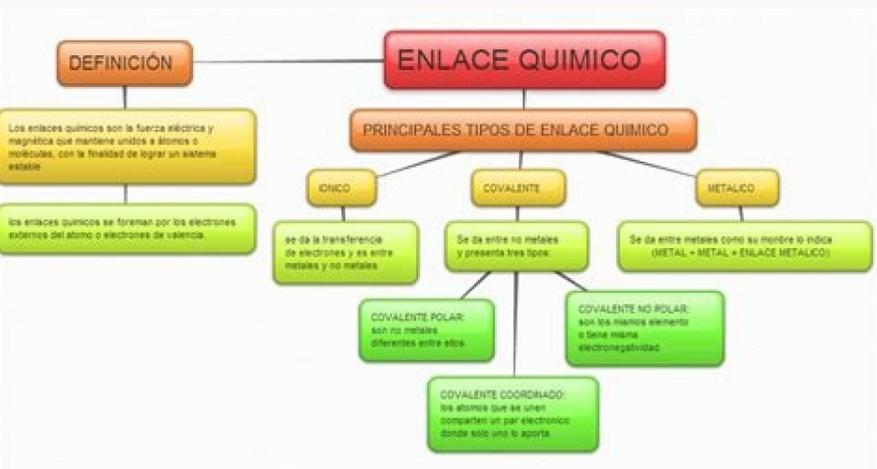 ENLACE QUIMICO
DEFINICIÓN
Los enlaces químicos son la fuerza eléctrica y
magnética que mantiene unidos a átomos o
moléculas, con la finalidad de lograr un sistema
estable
los enlaces quimicos se foreman por los electrones
externos del atomo o electrones de valencia.
PRINCIPALES TIPOS DE ENLACE QUIMICO
IONICO
se da la transferencia
de electrones y es entre
metales y no metales
COVALENTE
Se da entre no metales
y presenta tres tipos:
COVALENTE POLAR:
son no metales
diferentes entre ellos.
COVALENTE COORDINADO:
los atomos que se unen
comparten un par electronico
donde solo uno lo aporta.
COVALENTE NO POLAR:
son los mismos elemento
o tiene misma
electronegatividad.
METALICO
Se da entre metales como su monbre lo indica
(METAL + METAL + ENLACE METALICO)